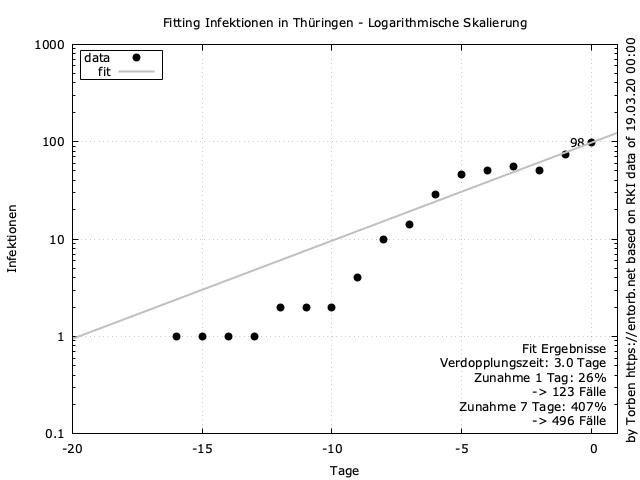 Fitting Infektionen in Thüringen - Logarithmische Skalierung
1000
100
10
1
0.1
-20
-15
-10
-5
0
Infektionen
Tage
data
fit
98
Fit Ergebnisse
Verdopplungszeit: 3.0 Tage
Zunahme 1 Tag: 26%
-> 123 Fälle
Zunahme 7 Tage: 407%
-> 496 Fälle
by Torben https://entorb.net based on RKI data of 19.03.20 00:00